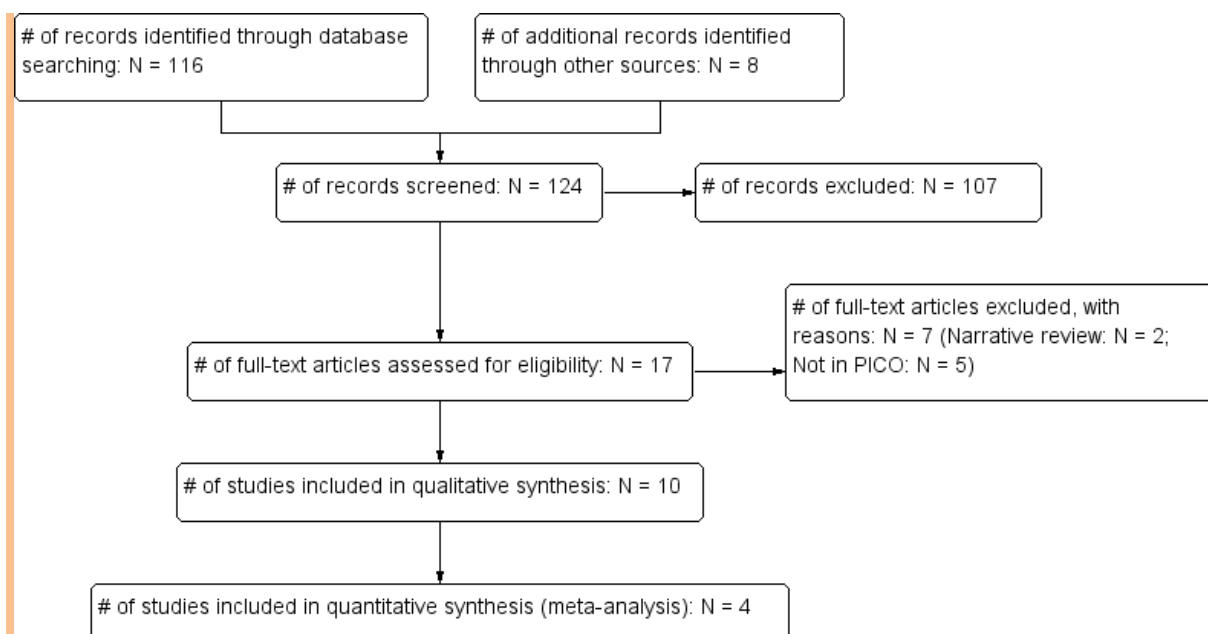 # of records identified through database
searching: N = 116
# of additional records identified
through other sources: N = 8
# of records screened: N = 124
# of records excluded: N = 107
# of full-text articles excluded, with
reasons: N = 7 (Narrative review: N = 2;
Not in PICO: N = 5)
# of full-text articles assessed for eligibility: N = 17
# of studies included in qualitative synthesis: N = 10
# of studies included in quantitative synthesis (meta-analysis): N = 4